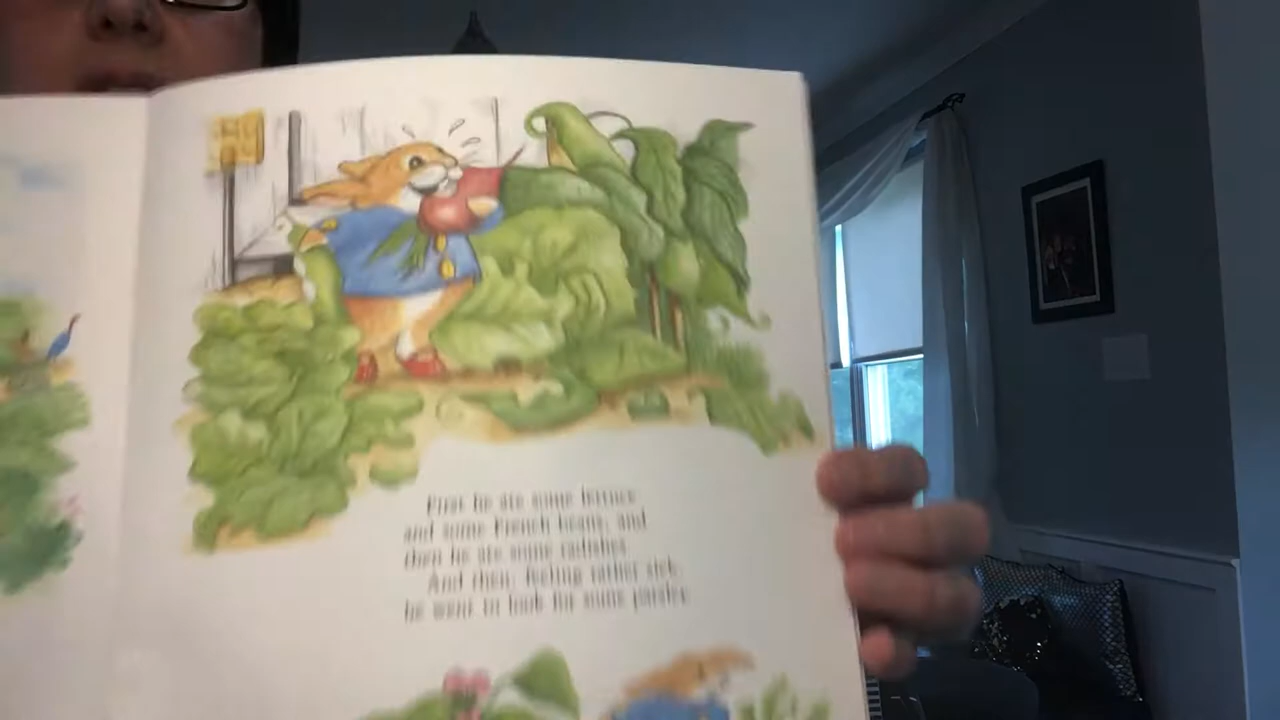 First he ate some lettuce
and some French beans; and
then he ate some radishes.
And then, feeling rather sick,
he went to look for some parsley.